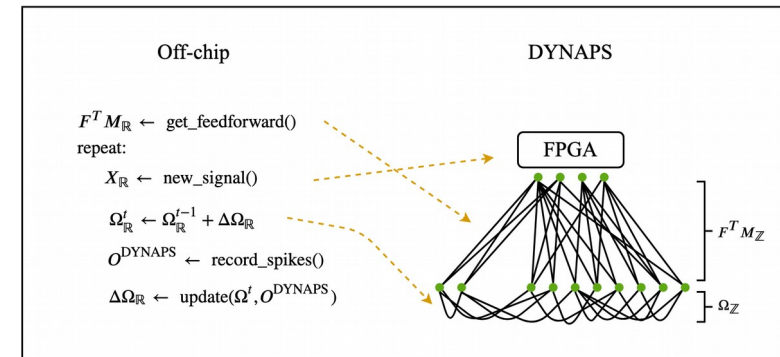 Off-chip
F^T M_ℝ ← get_feedforward()
repeat:
X_ℝ ← new_signal()
Ω_ℝ^t ← Ω_ℝ^{t−1} + ΔΩ_ℝ
O^DYNAPS ← record_spikes()
ΔΩ_ℝ ← update(Ω^t, O^DYNAPS)
DYNAPS
FPGA
F^T M_ℤ
Ω_ℤ